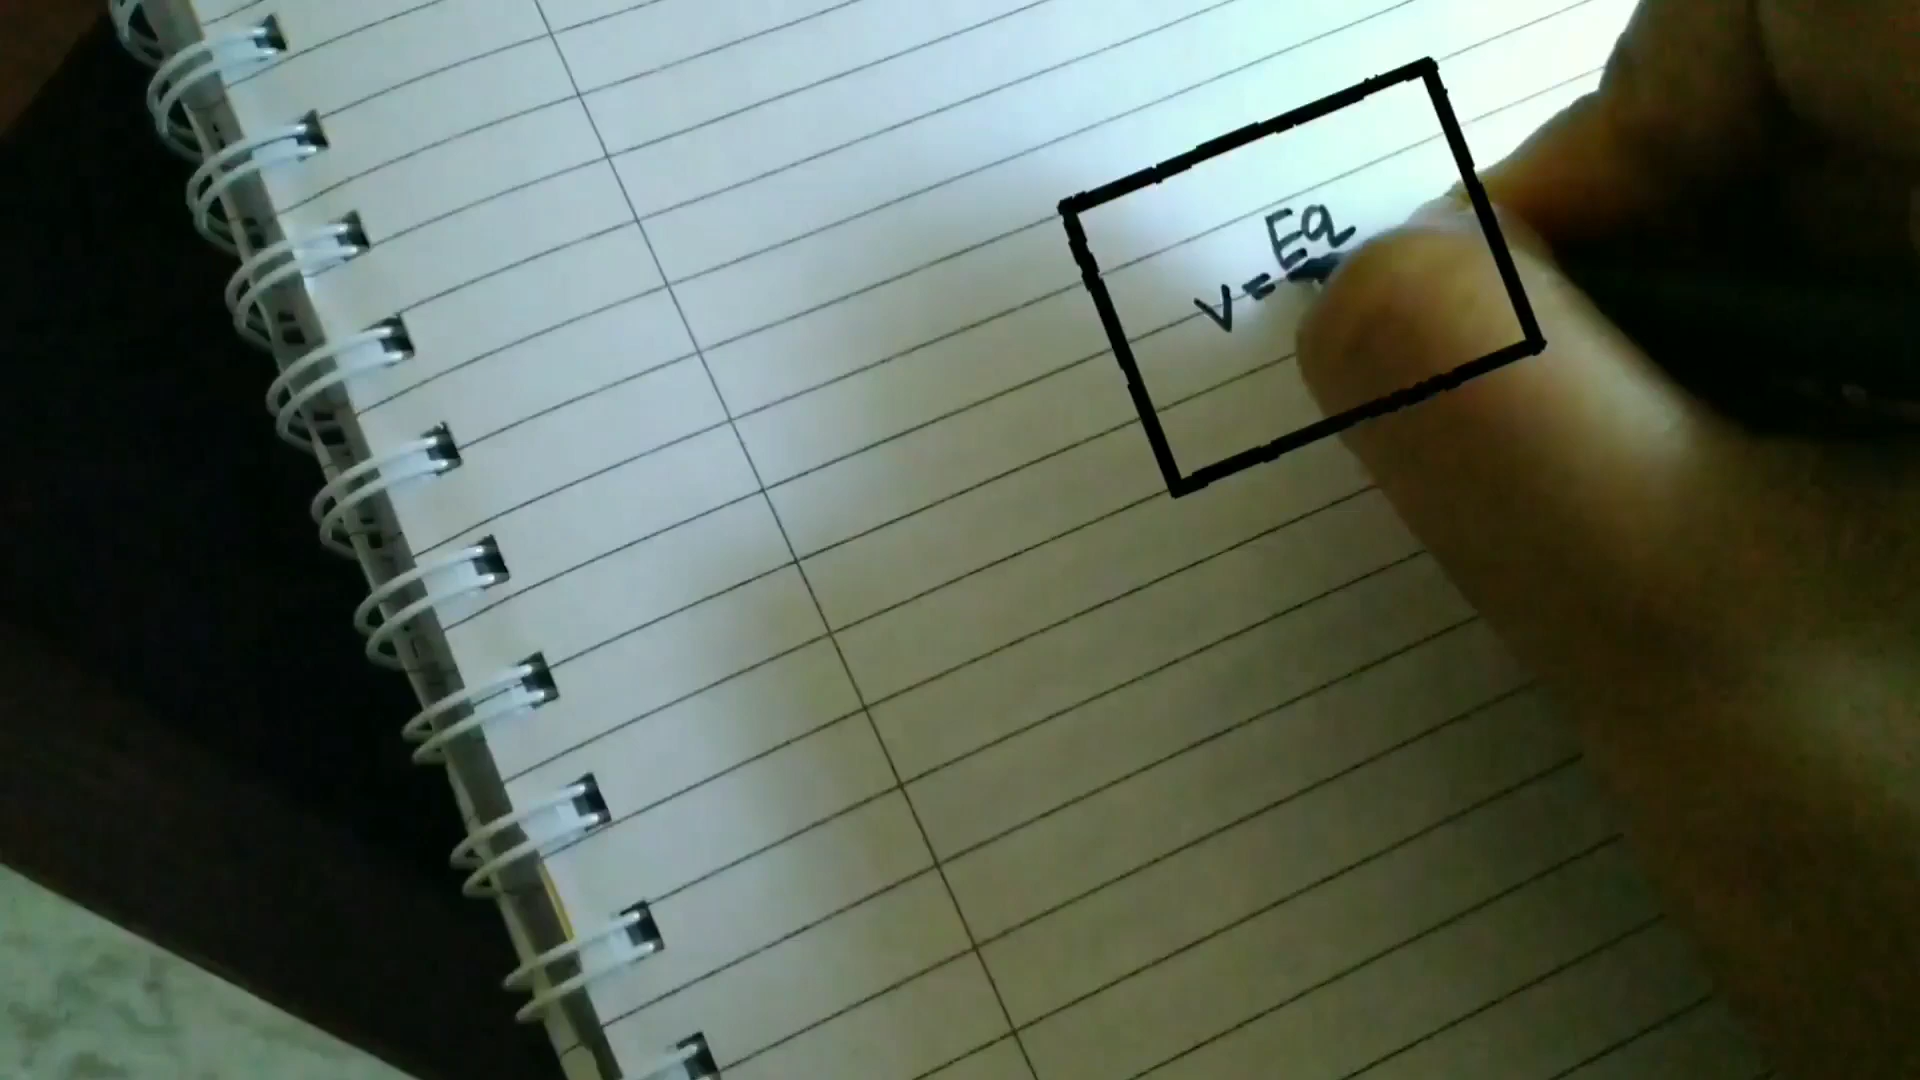 V = Eq